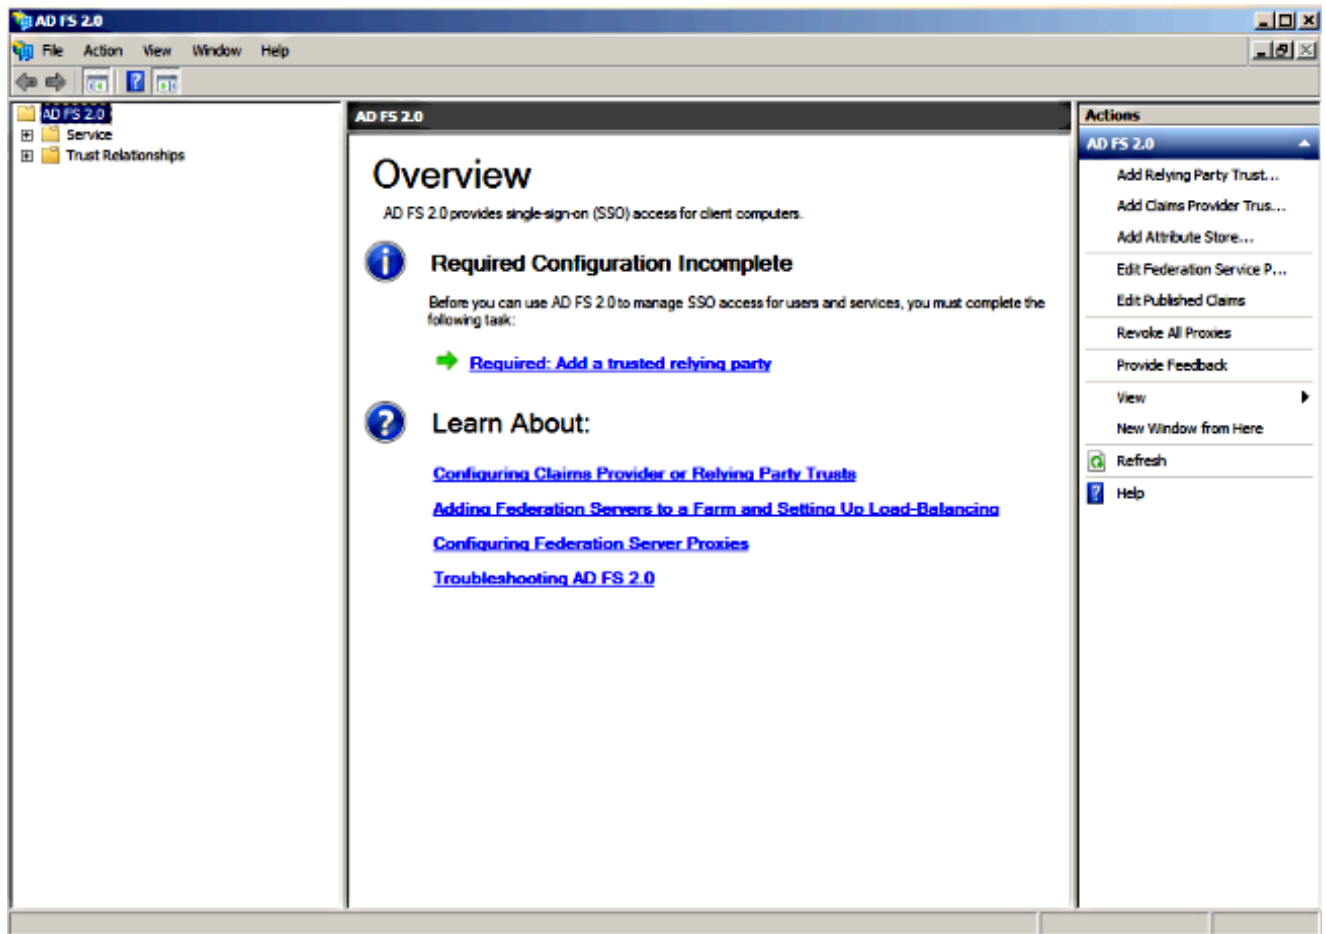 AD FS 2.0
File Action View Window Help
AD FS 2.0
Service
Trust Relationships
AD FS 2.0
Overview
AD FS 2.0 provides single-sign-on (SSO) access for client computers.
Required Configuration Incomplete
Before you can use AD FS 2.0 to manage SSO access for users and services, you must complete the
following task:
Required: Add a trusted relying party
Learn About:
Configuring Claims Provider or Relying Party Trusts
Adding Federation Servers to a Farm and Setting Up Load-Balancing
Configuring Federation Server Proxies
Troubleshooting AD FS 2.0
Actions
AD FS 2.0
Add Relying Party Trust...
Add Claims Provider Trus...
Add Attribute Store...
Edit Federation Service P...
Edit Published Claims
Revoke All Proxies
Provide Feedback
View
New Window from Here
Refresh
Help